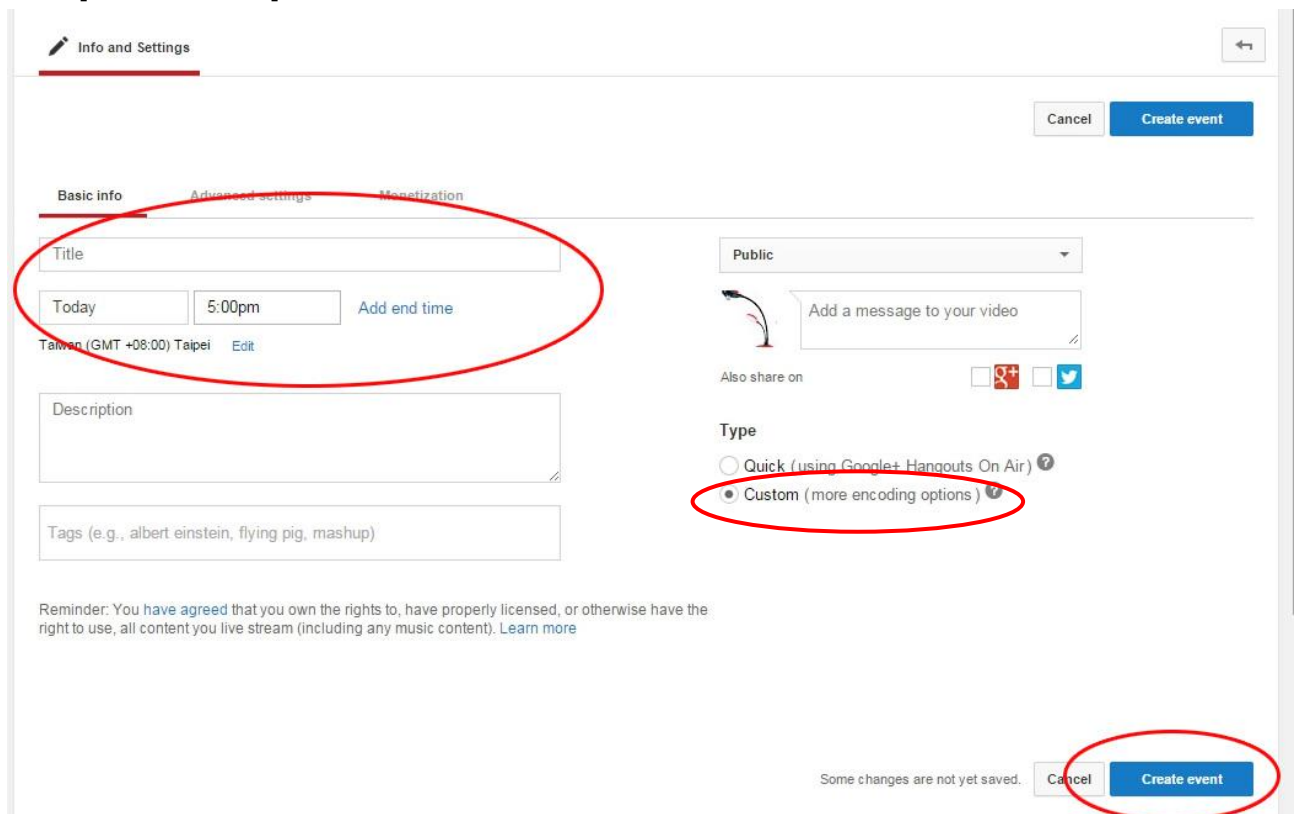 Info and Settings
Cancel Create event
Basic info Advanced settings Monetization
Title
Public
Today 5:00pm Add end time
Add a message to your video
Taiwan (GMT +08:00) Taipei Edit
Also share on g+
Description
Type
Quick (using Google+ Hangouts On Air) ?
Custom (more encoding options) ?
Tags (e.g., albert einstein, flying pig, mashup)
Reminder: You have agreed that you own the rights to, have properly licensed, or otherwise have the
right to use, all content you live stream (including any music content). Learn more
Some changes are not yet saved. Cancel Create event